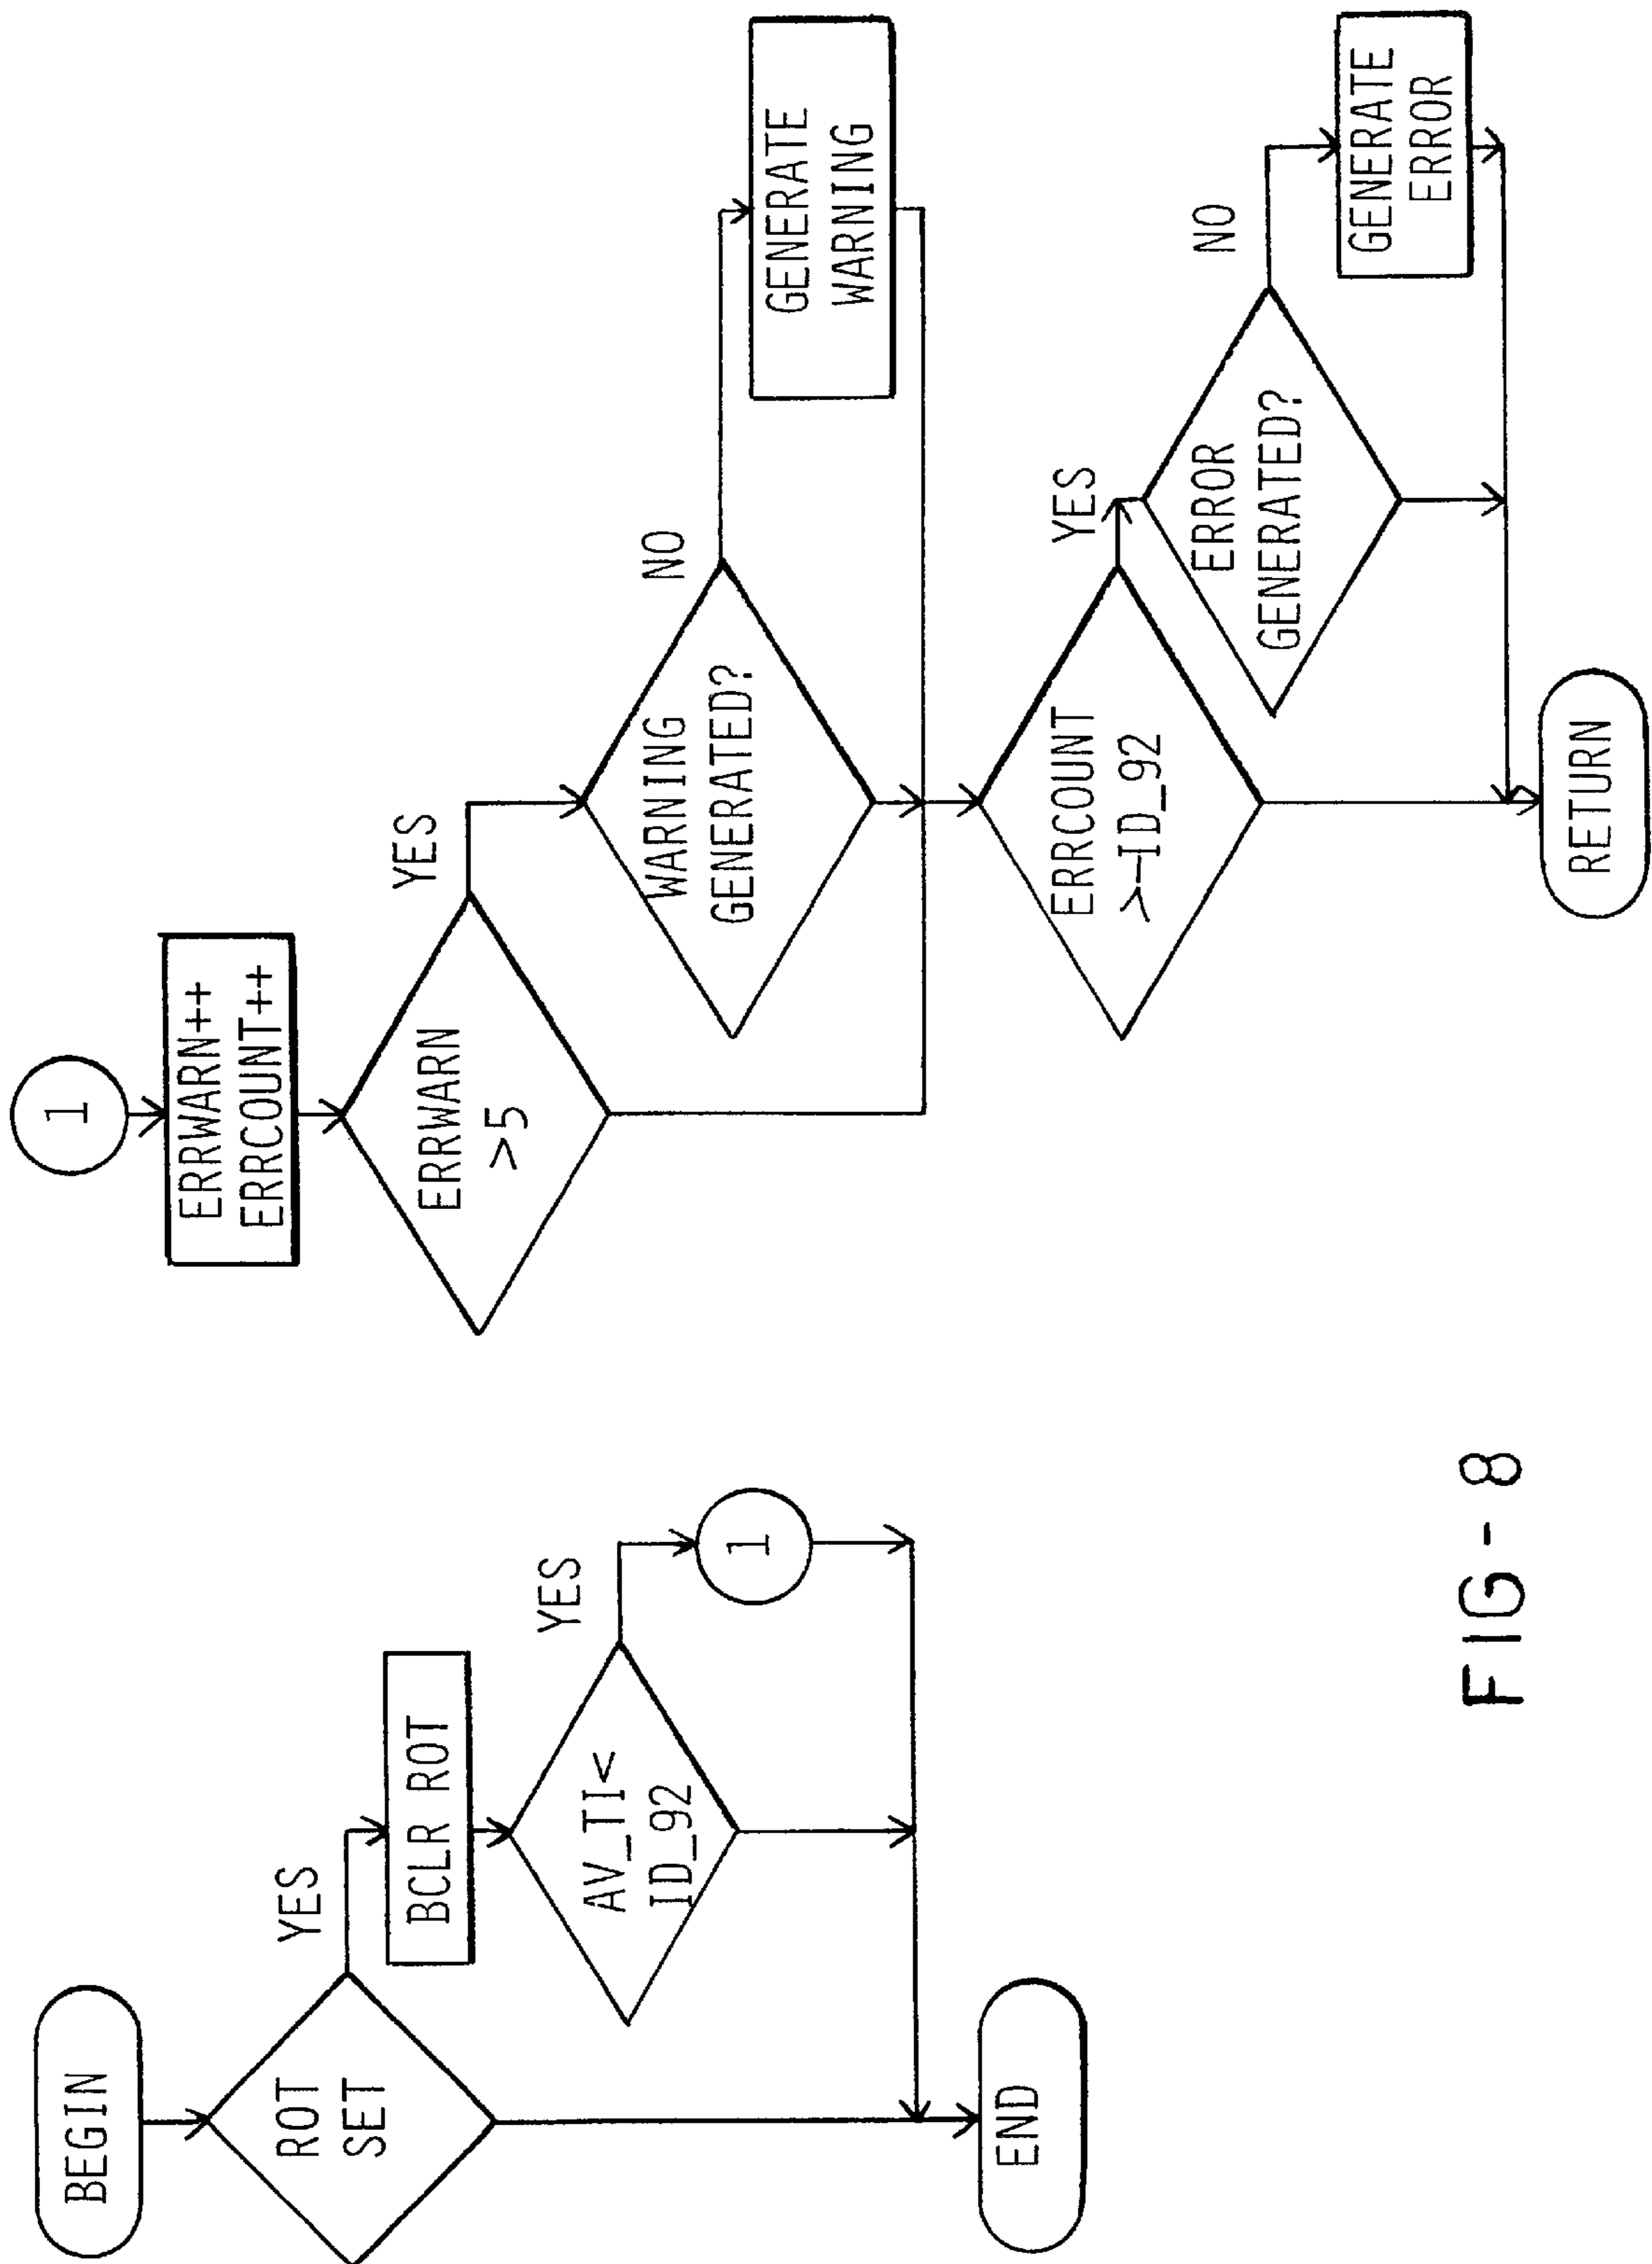 BEGIN
ROT
SET
YES
BCLR ROT
AV_TI<
ID_92
YES
1
END
1
ERRWARN++
ERRCOUNT++
ERRWARN
>5
YES
WARNING
GENERATED?
NO
GENERATE
WARNING
ERRCOUNT
>-ID_92
YES
ERROR
GENERATED?
NO
GENERATE
ERROR
RETURN
FIG-8